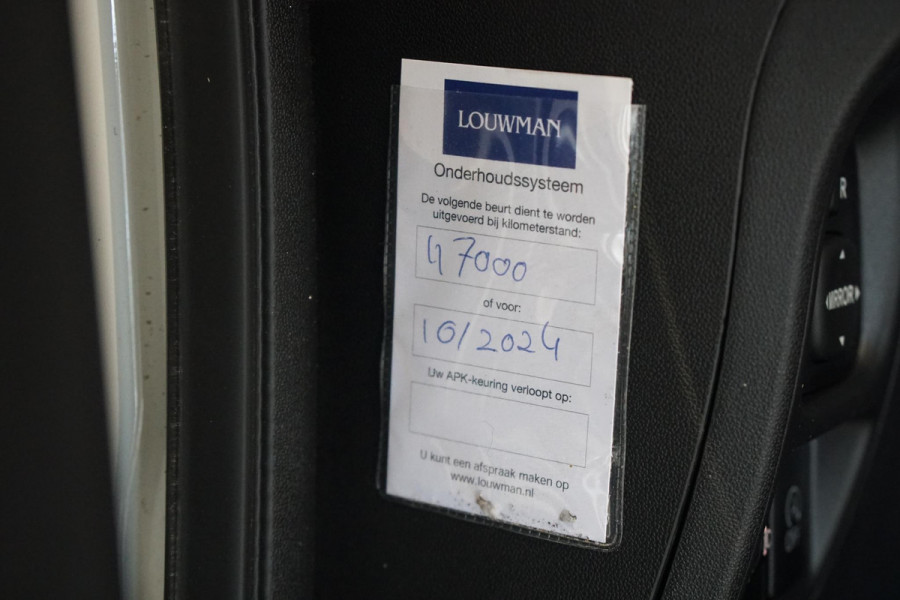 LOUWMAN
Onderhoudssysteem
De volgende beurt dient te worden
uitgevoerd bij kilometerstand:
47000
of voor:
10/2024
Uw APK-keuring verloopt op:
U kunt een afspraak maken op
www.louwman.nl
R
MIRROR